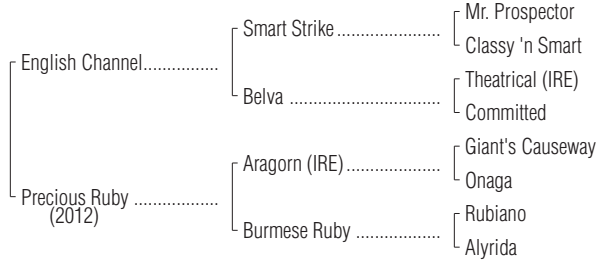 Mr. Prospector
Smart Strike ....................
Classy 'n Smart
English Channel...............
Theatrical (IRE)
Belva .............................
Committed
Giant's Causeway
Aragorn (IRE)..................
Onaga
Precious Ruby .................
(2012)
Rubiano
Burmese Ruby ................
Alyrida